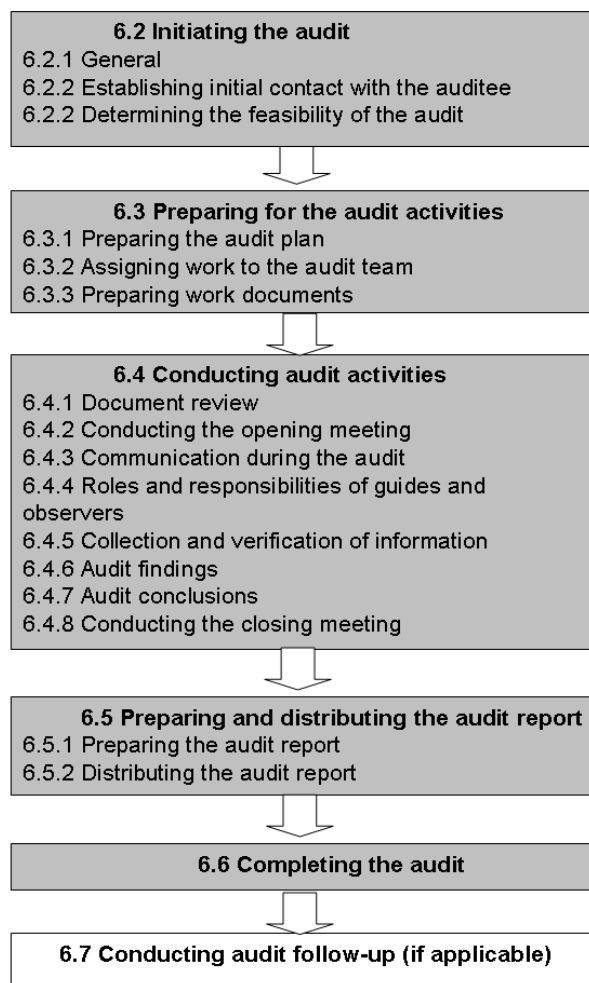 6.2 Initiating the audit
6.2.1 General
6.2.2 Establishing initial contact with the auditee
6.2.2 Determining the feasibility of the audit
6.3 Preparing for the audit activities
6.3.1 Preparing the audit plan
6.3.2 Assigning work to the audit team
6.3.3 Preparing work documents
6.4 Conducting audit activities
6.4.1 Document review
6.4.2 Conducting the opening meeting
6.4.3 Communication during the audit
6.4.4 Roles and responsibilities of guides and
observers
6.4.5 Collection and verification of information
6.4.6 Audit findings
6.4.7 Audit conclusions
6.4.8 Conducting the closing meeting
6.5 Preparing and distributing the audit report
6.5.1 Preparing the audit report
6.5.2 Distributing the audit report
6.6 Completing the audit
6.7 Conducting audit follow-up (if applicable)